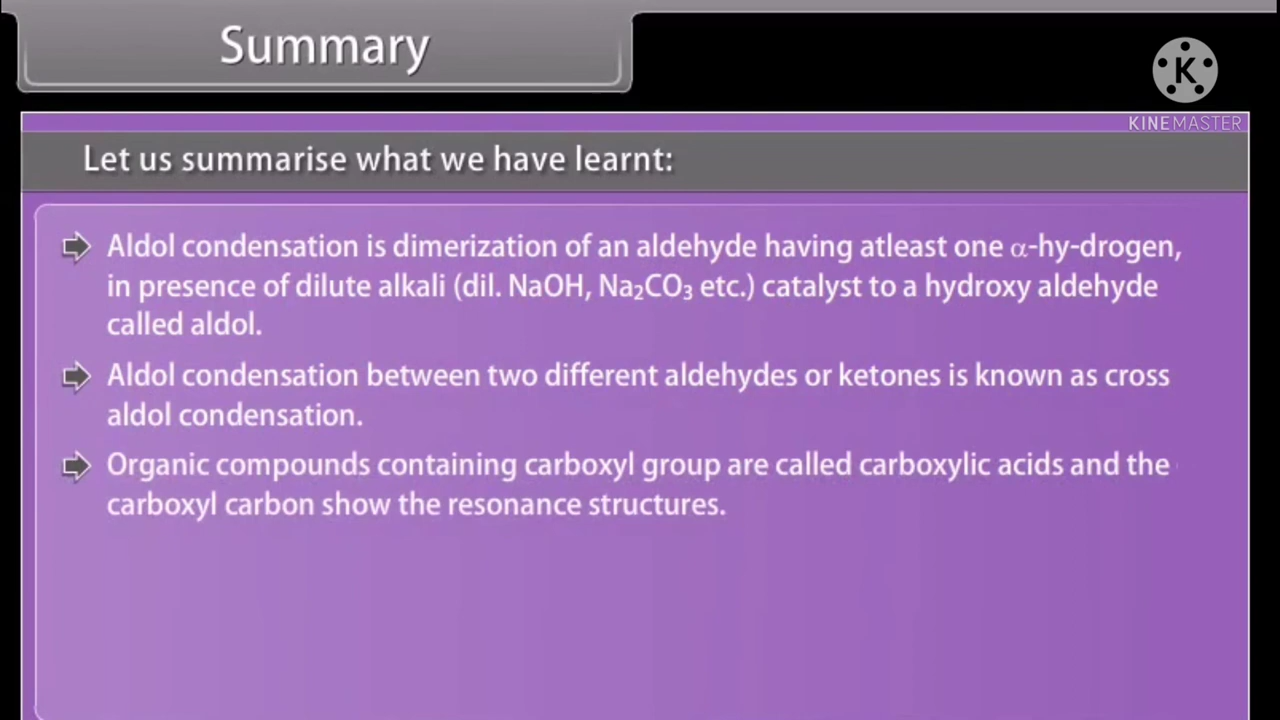 Summary
K
KINEMASTER
Let us summarise what we have learnt:
Aldol condensation is dimerization of an aldehyde having atleast one α-hy-drogen,
in presence of dilute alkali (dil. NaOH, Na₂CO₃ etc.) catalyst to a hydroxy aldehyde
called aldol.
Aldol condensation between two different aldehydes or ketones is known as cross
aldol condensation.
Organic compounds containing carboxyl group are called carboxylic acids and the
carboxyl carbon show the resonance structures.